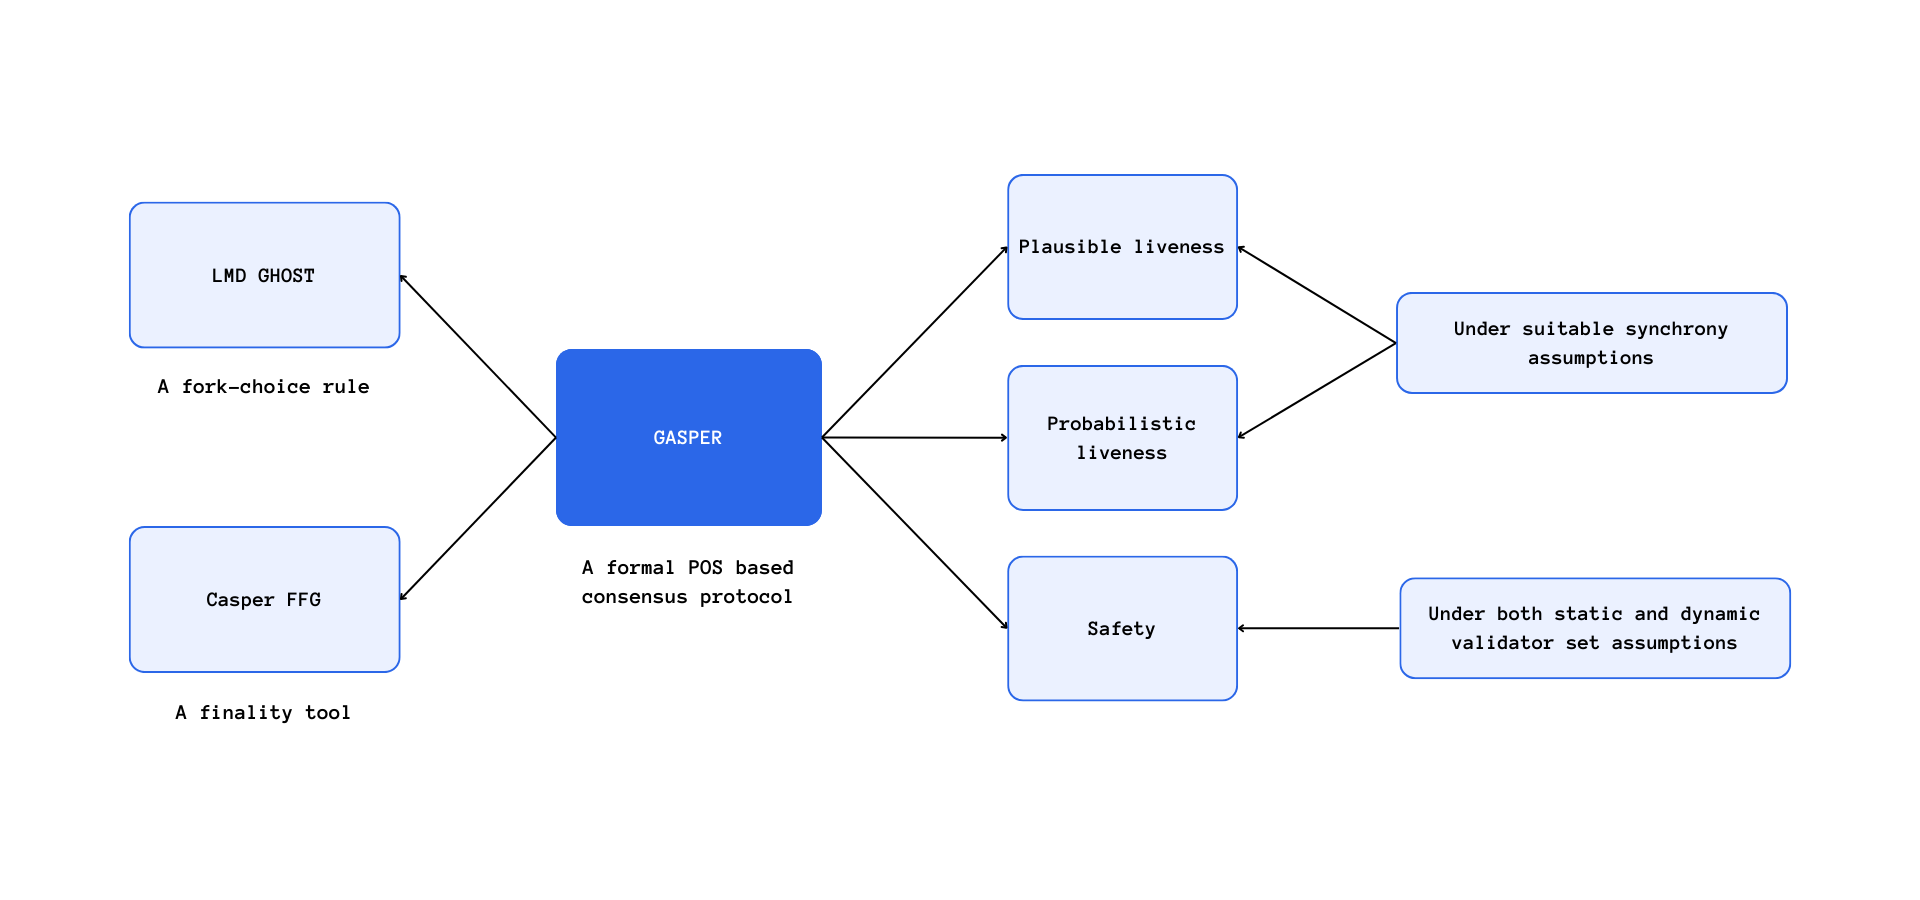 LMD GHOST
A fork-choice rule
Casper FFG
A finality tool
GASPER
A formal POS based
consensus protocol
Plausible liveness
Probabilistic
liveness
Safety
Under suitable synchrony
assumptions
Under both static and dynamic
validator set assumptions